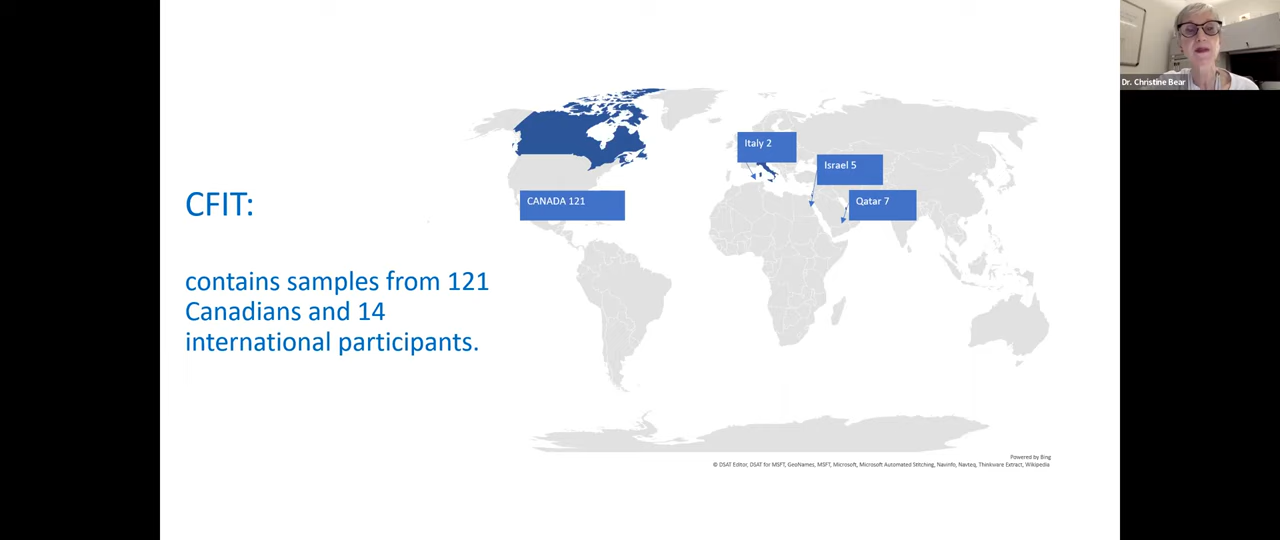 Dr. Christine Bear
Italy 2
Israel 5
CANADA 121
Qatar 7
CFIT:
contains samples from 121
Canadians and 14
international participants.
Powered by Bing
© DSAT Editor, DSAT for MSFT, GeoNames, MSFT, Microsoft, Microsoft Automated Stitching, Navinfo, Navteq, Thinkware Extract, Wikipedia